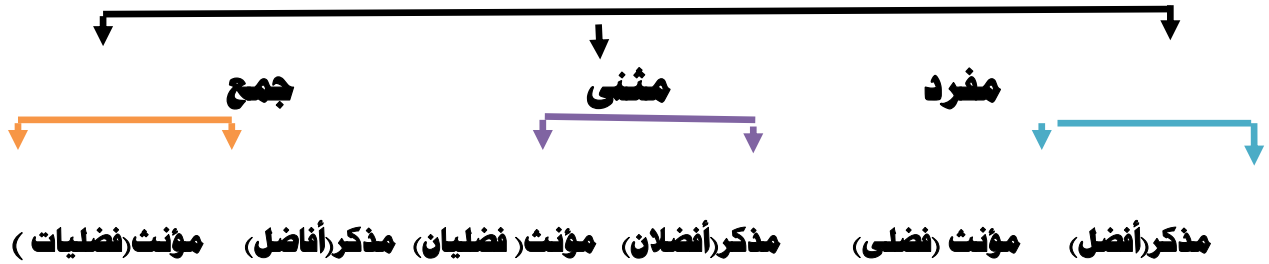 مفرد مثنى جمع
مذكر(أفضل) مؤنث (فضلى) مذكر(أفضلان) مؤنث( فضليان) مذكر(أفاضل) مؤنث(فضليات )